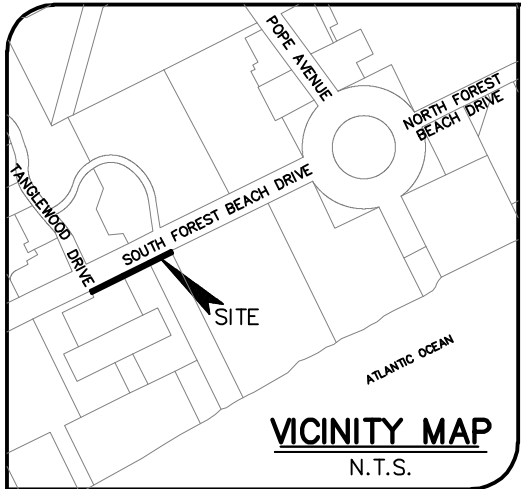 POPE AVENUE
NORTH FOREST
BEACH DRIVE
TANGLEWOOD DRIVE
SOUTH FOREST BEACH DRIVE
SITE
ATLANTIC OCEAN
VICINITY MAP
N.T.S.